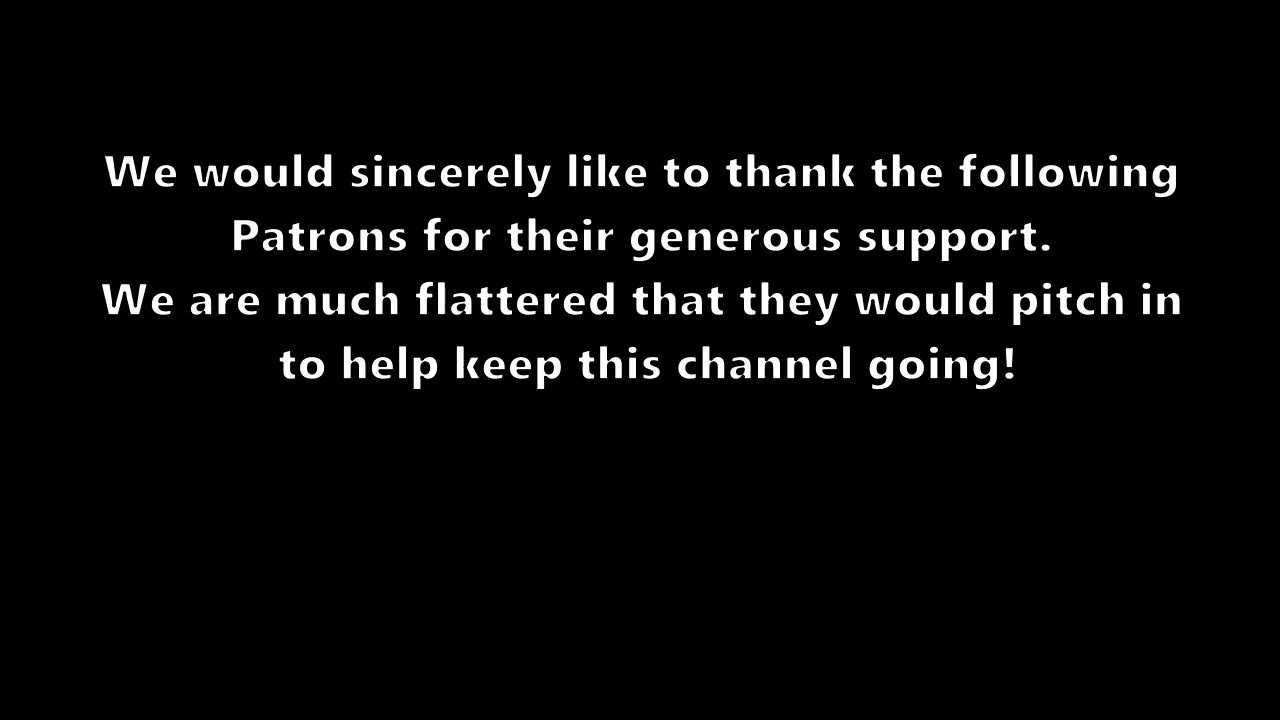 We would sincerely like to thank the following
Patrons for their generous support.
We are much flattered that they would pitch in
to help keep this channel going!